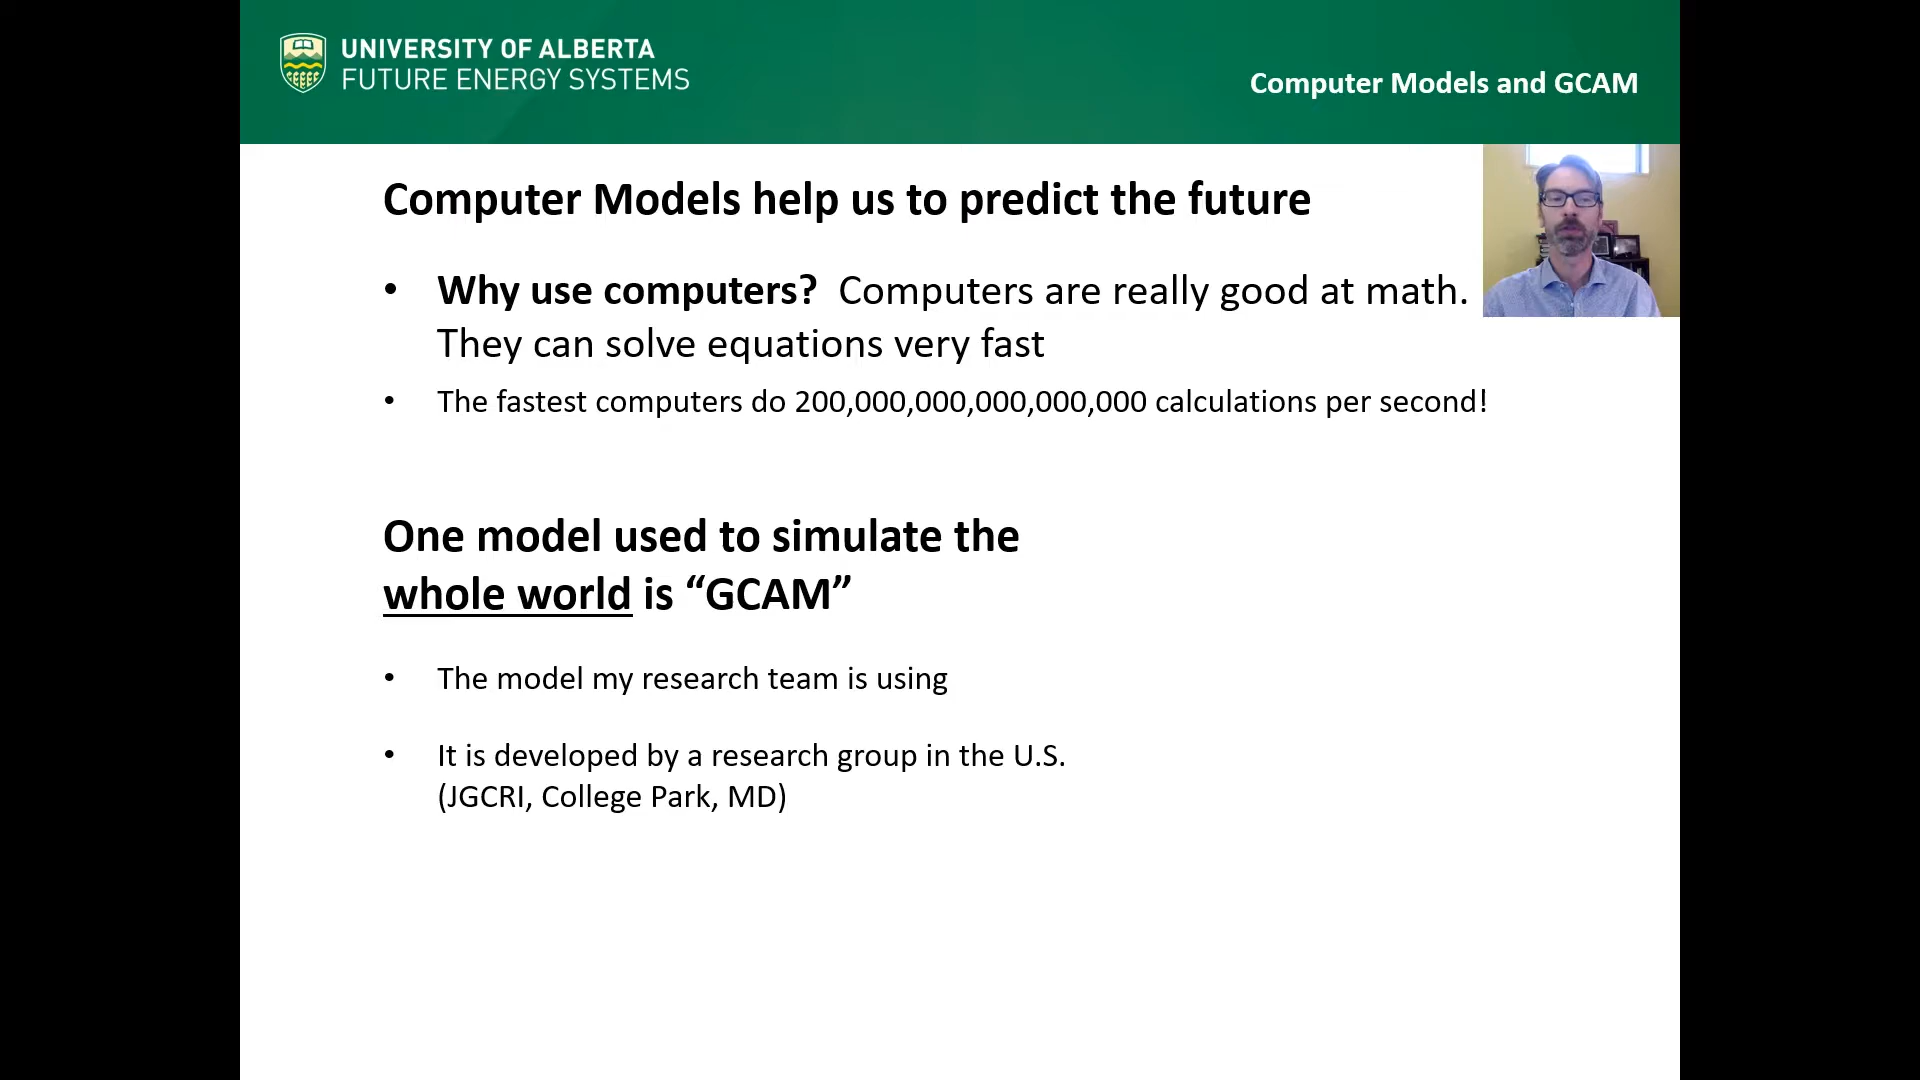 UNIVERSITY OF ALBERTA
FUTURE ENERGY SYSTEMS
Computer Models and GCAM
Computer Models help us to predict the future
• Why use computers? Computers are really good at math.
They can solve equations very fast
• The fastest computers do 200,000,000,000,000,000 calculations per second!
One model used to simulate the
whole world is “GCAM”
• The model my research team is using
• It is developed by a research group in the U.S.
(JGCRI, College Park, MD)